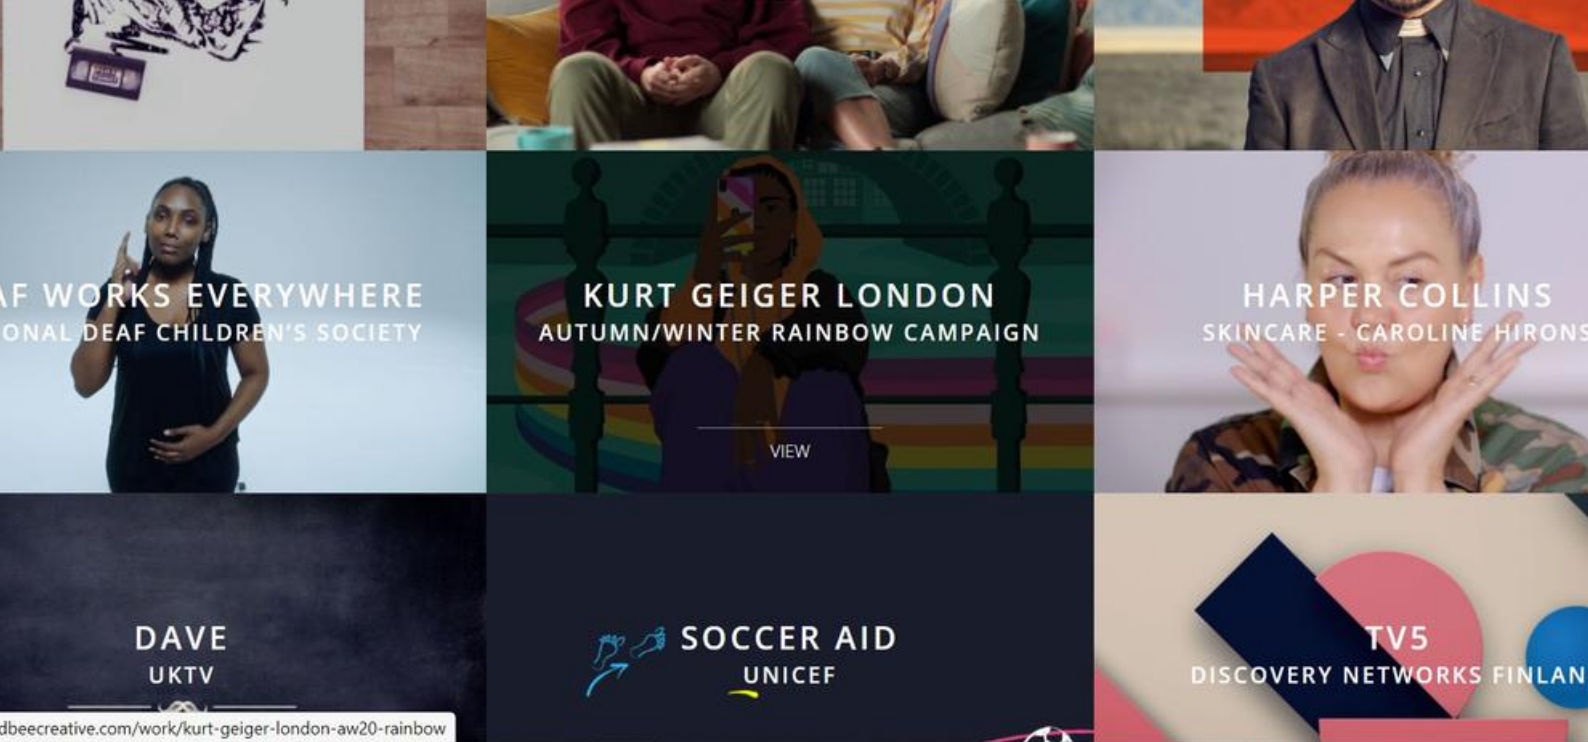 AF WORKS EVERYWHERE
ONAL DEAF CHILDREN'S SOCIETY
KURT GEIGER LONDON
AUTUMN/WINTER RAINBOW CAMPAIGN
VIEW
HARPER COLLINS
SKINCARE - CAROLINE HIRONS
DAVE
UKTV
SOCCER AID
UNICEF
TV5
DISCOVERY NETWORKS FINLAN
dbeecreative.com/work/kurt-geiger-london-aw20-rainbow